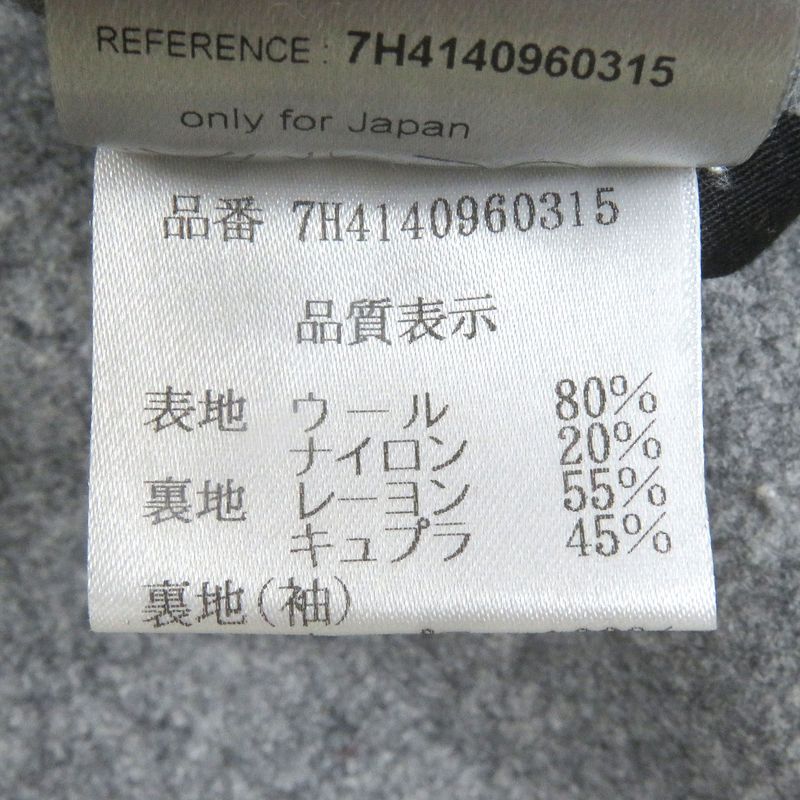 REFERENCE : 7H4140960315
only for Japan
品番 7H4140960315
品質表示
表地 ウール 80%
ナイロン 20%
裏地 レーヨン 55%
キュプラ 45%
裏地(袖)